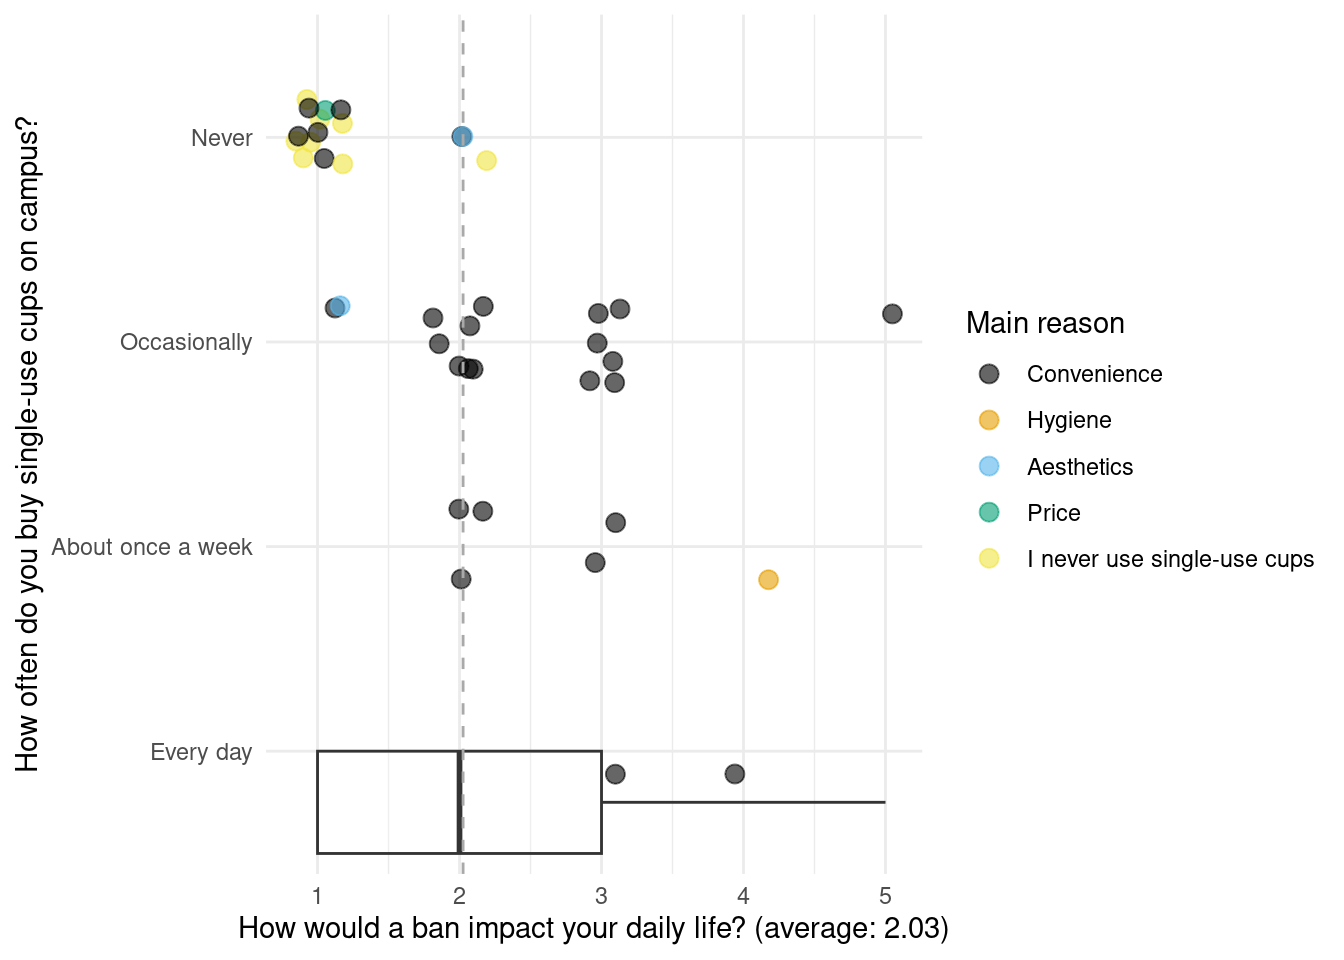 How often do you buy single-use cups on campus?
Never
Occasionally
About once a week
Every day
1 2 3 4 5
How would a ban impact your daily life? (average: 2.03)
Main reason
Convenience
Hygiene
Aesthetics
Price
I never use single-use cups